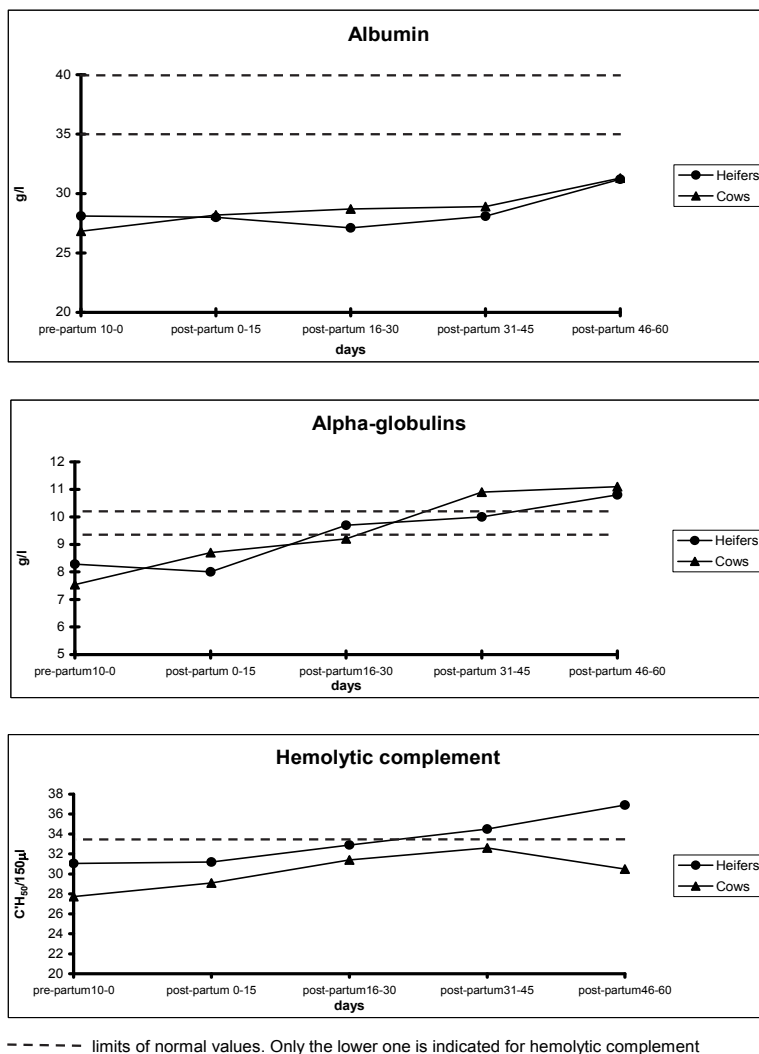 Albumin
40
35
30
25
20
g/l
pre-partum 10-0 post-partum 0-15 post-partum 16-30 post-partum 31-45 post-partum 46-60
days
Heifers
Cows
Alpha-globulins
12
11
10
9
8
7
6
5
g/l
pre-partum10-0 post-partum 0-15 post-partum16-30 post-partum 31-45 post-partum 46-60
days
Heifers
Cows
Hemolytic complement
38
36
34
32
30
28
26
24
22
20
C'H₅₀/150µl
pre-partum10-0 post-partum 0-15 post-partum16-30 post-partum31-45 post-partum46-60
days
Heifers
Cows
limits of normal values. Only the lower one is indicated for hemolytic complement